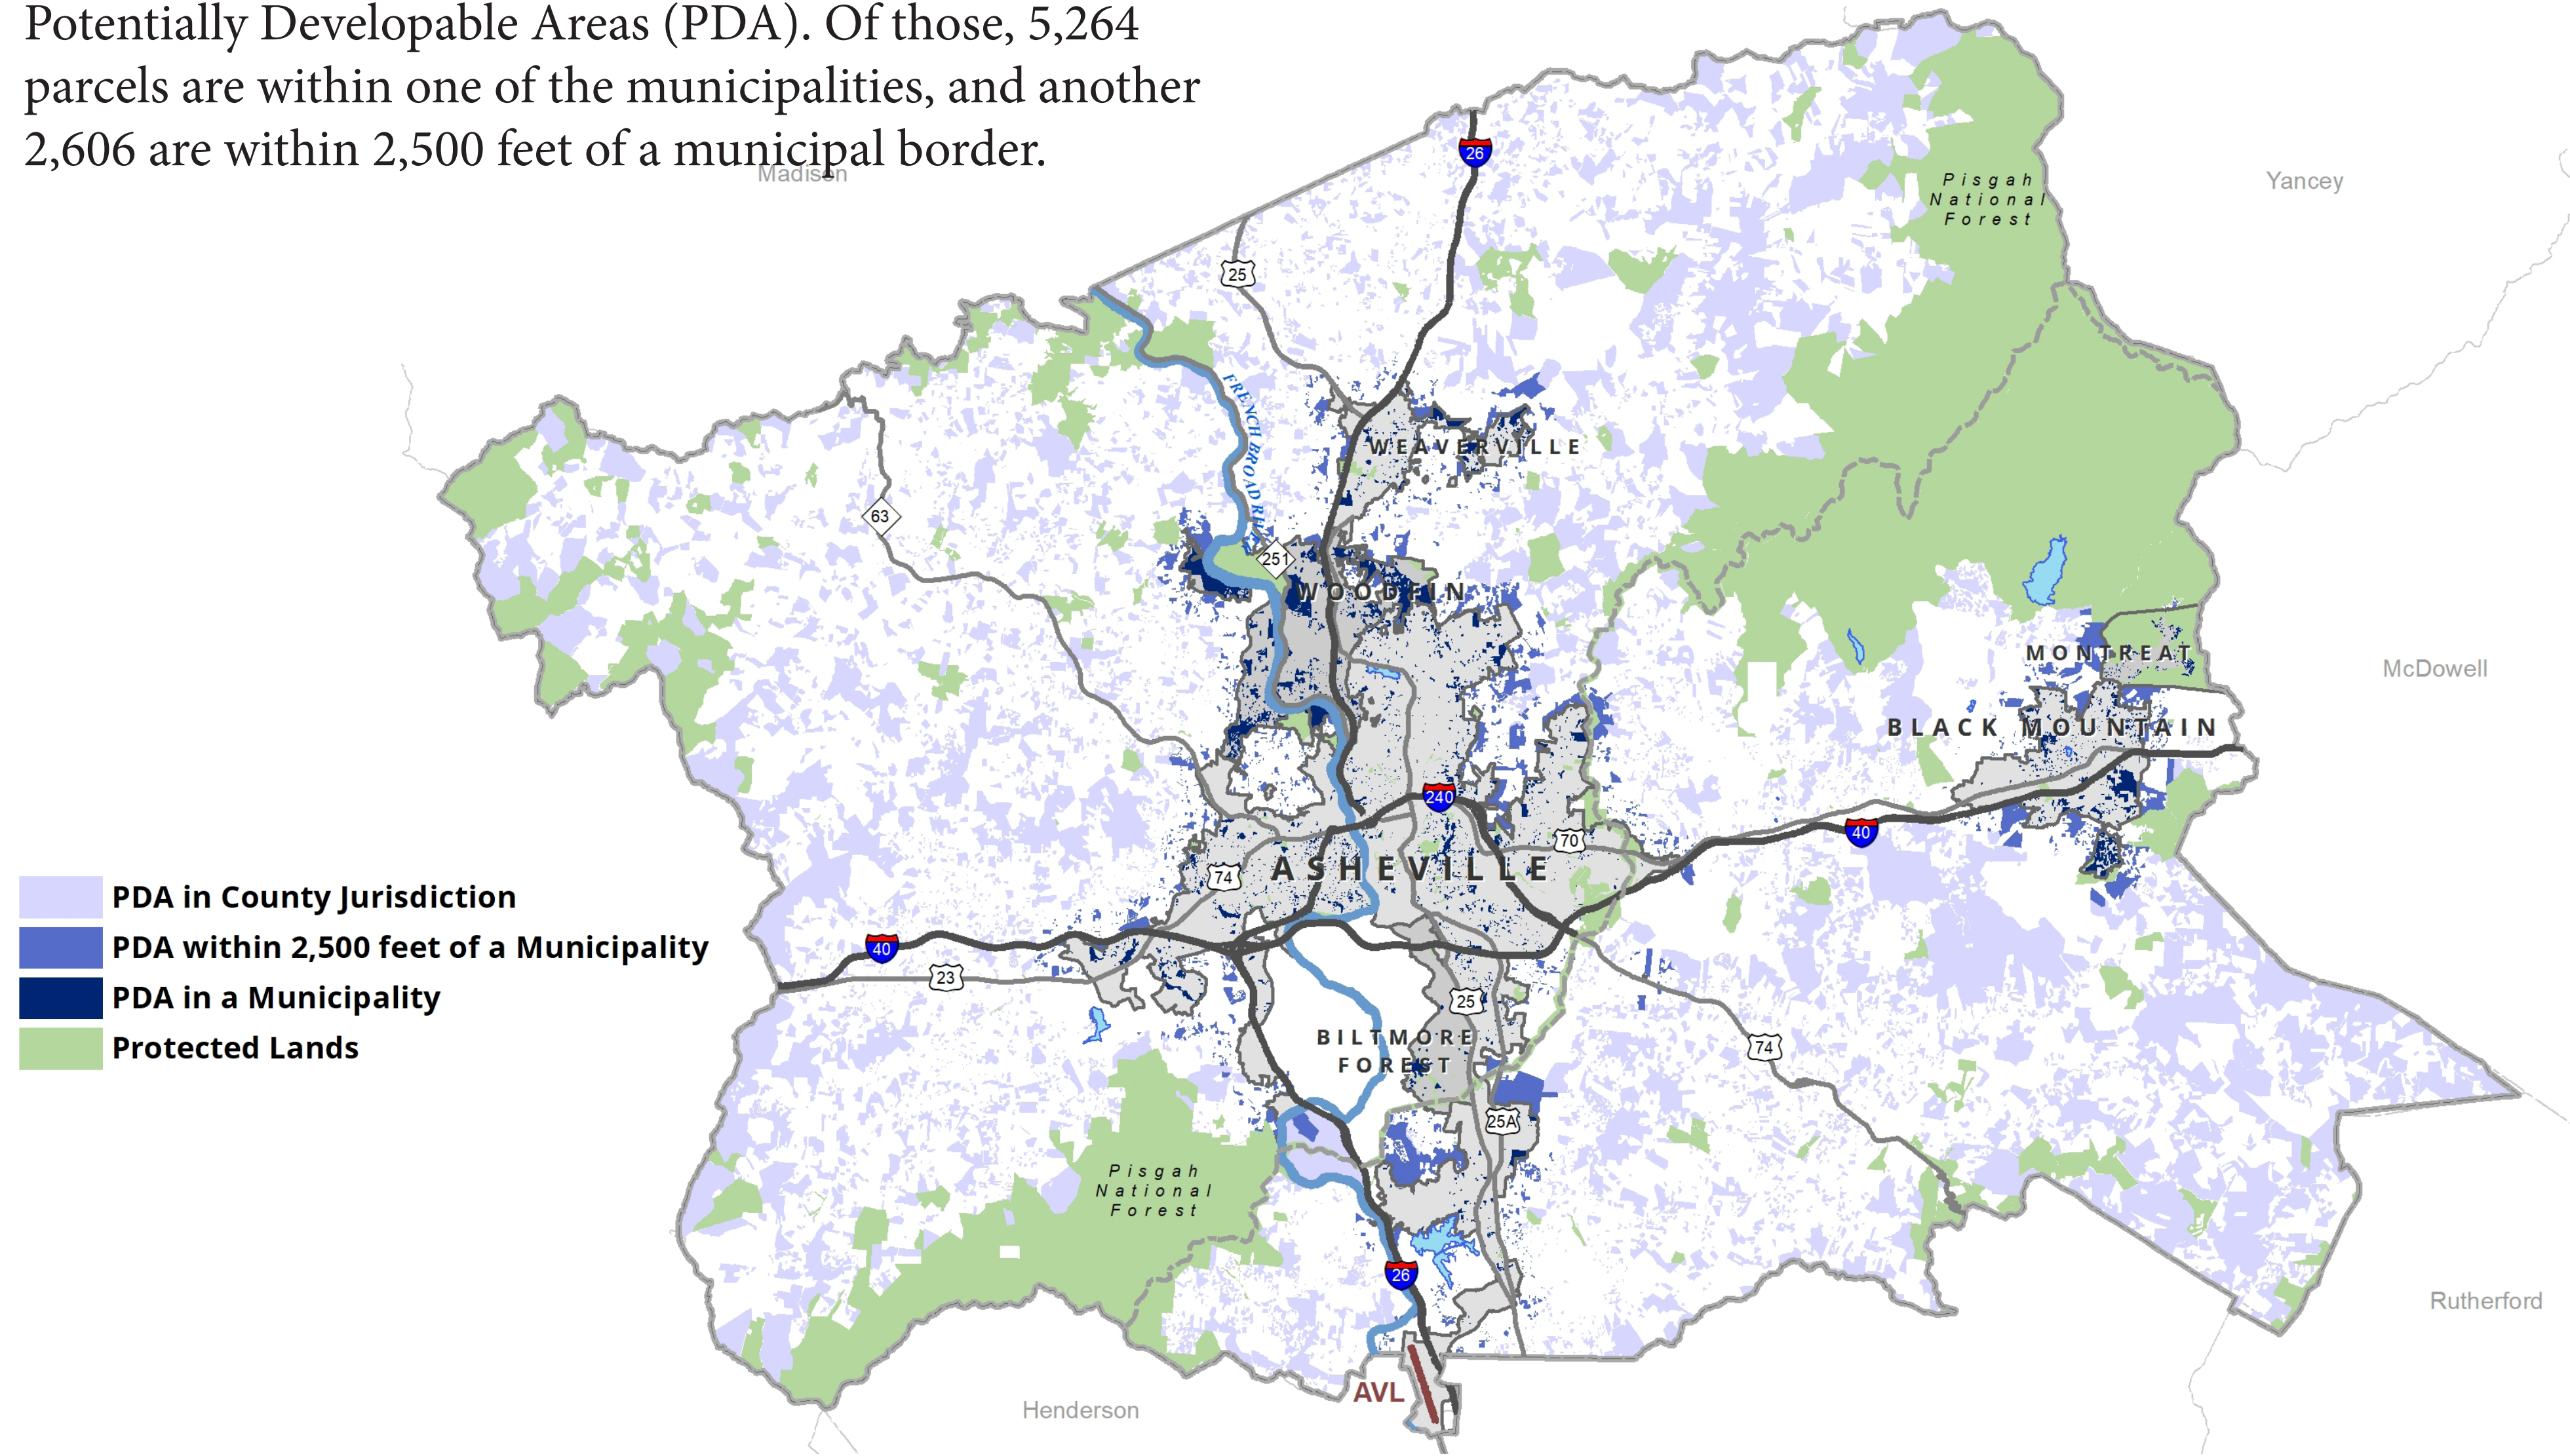 Potentially Developable Areas (PDA). Of those, 5,264
parcels are within one of the municipalities, and another
2,606 are within 2,500 feet of a municipal border.
Madison
Yancey
26
Pisgah
National
Forest
25
FRENCH BROAD
WEAVERVILLE
63
251
WOODFIN
MONTREAT
McDowell
BLACK MOUNTAIN
240
40
70
ASHEVILLE
74
PDA in County Jurisdiction
PDA within 2,500 feet of a Municipality
PDA in a Municipality
Protected Lands
40
23
25
BILTMORE
FOREST
74
25A
Pisgah
National
Forest
26
Rutherford
AVL
Henderson